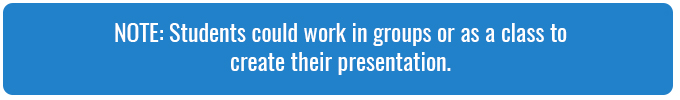 NOTE: Students could work in groups or as a class to
create their presentation.